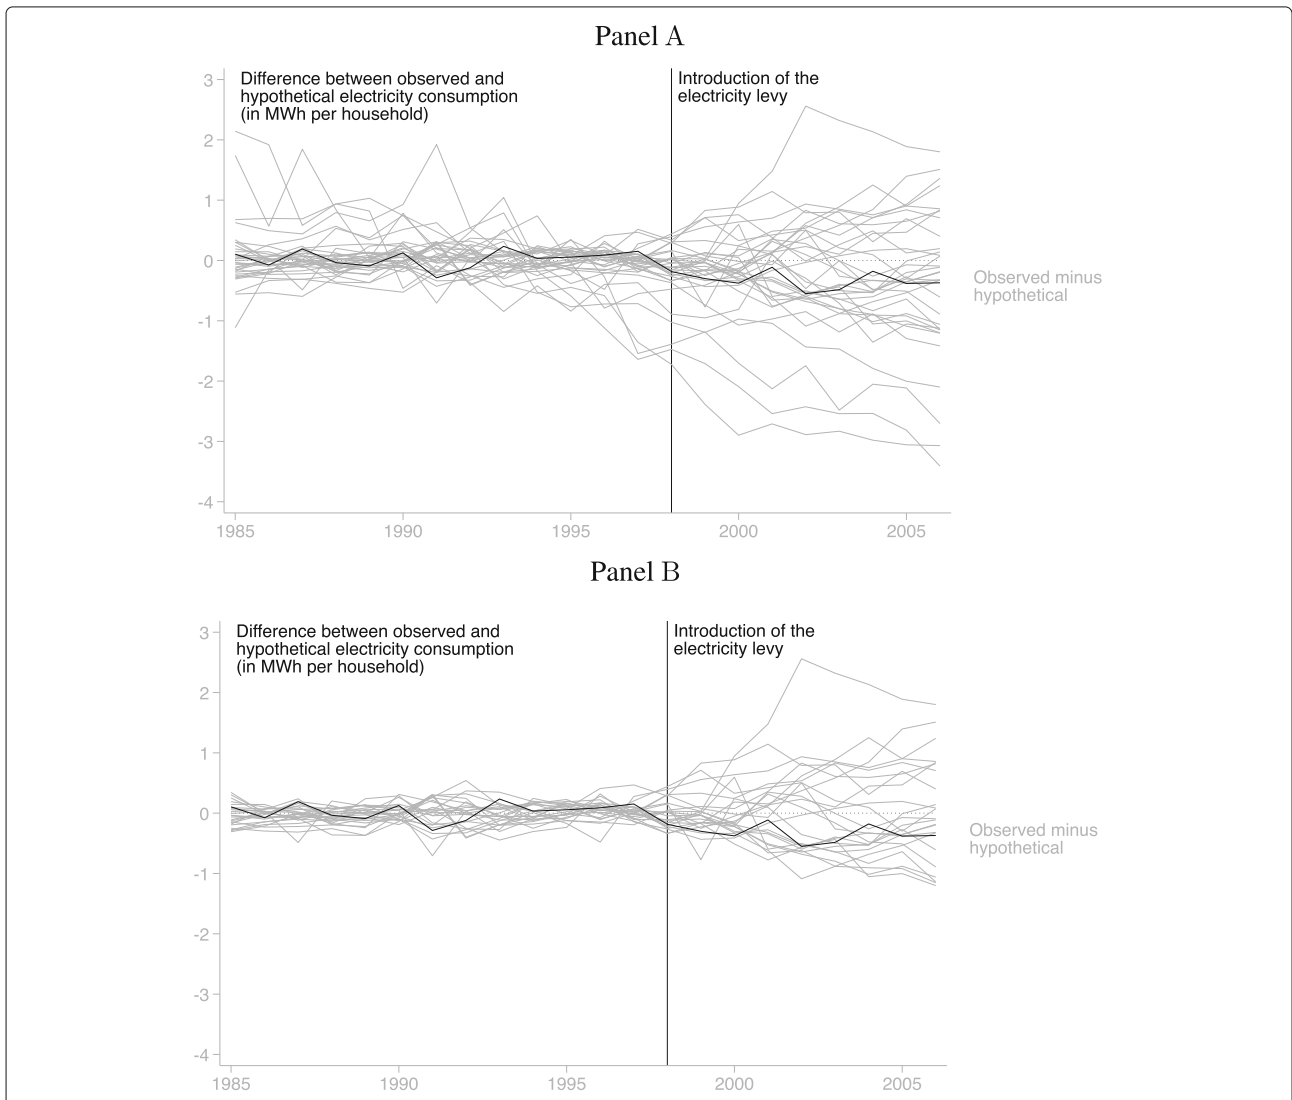 Panel A
Difference between observed and
hypothetical electricity consumption
(in MWh per household)
Introduction of the
electricity levy
3
2
1
0
-1
-2
-3
-4
Observed minus
hypothetical
1985
1990
1995
2000
2005
Panel B
Difference between observed and
hypothetical electricity consumption
(in MWh per household)
Introduction of the
electricity levy
3
2
1
0
-1
-2
-3
-4
Observed minus
hypothetical
1985
1990
1995
2000
2005